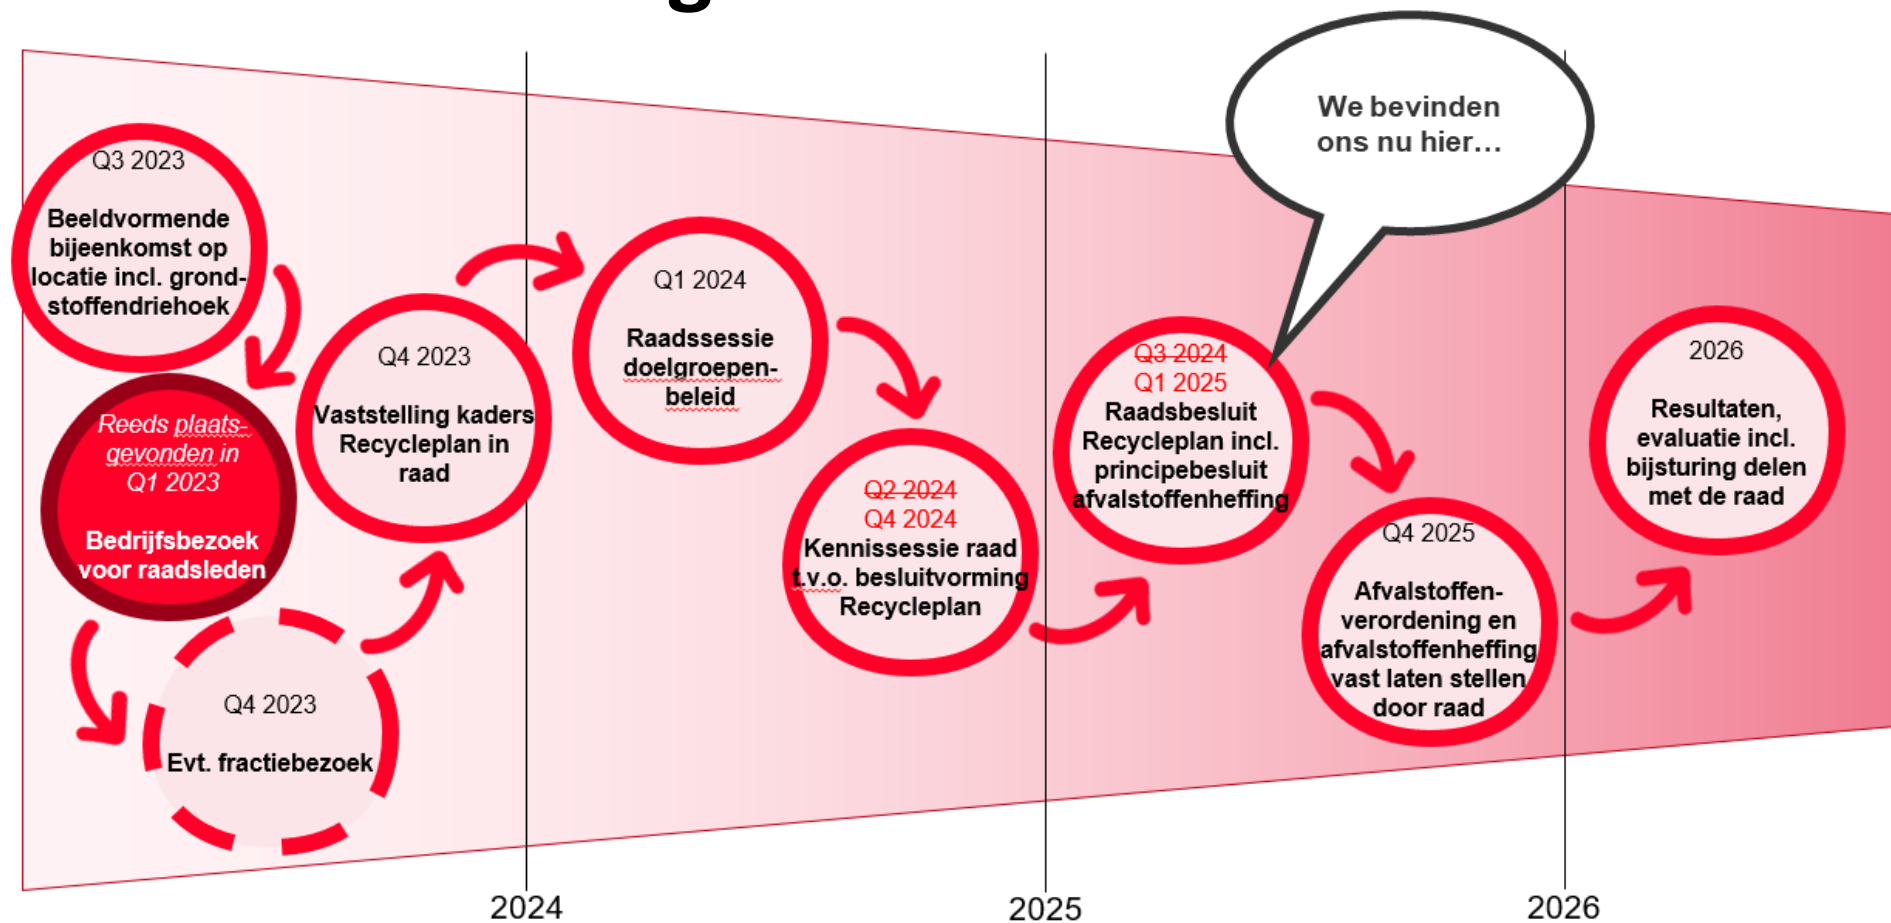 Q3 2023
Beeldvormende
bijeenkomst op
locatie incl. grond-
stoffendriehoek
Reeds plaats-
gevonden in
Q1 2023
Bedrijfsbezoek
voor raadsleden
Q4 2023
Evt. fractiebezoek
Q4 2023
Vaststelling kaders
Recycleplan in
raad
Q1 2024
Raadssessie
doelgroepen-
beleid
Q2 2024
Q4 2024
Kennissessie raad
t.v.o. besluitvorming
Recycleplan
We bevinden
ons nu hier...
Q3 2024
Q1 2025
Raadsbesluit
Recycleplan incl.
principebesluit
afvalstoffenheffing
Q4 2025
Afvalstoffen-
verordening en
afvalstoffenheffing
vast laten stellen
door raad
2026
Resultaten,
evaluatie incl.
bijsturing delen
met de raad
2024
2025
2026